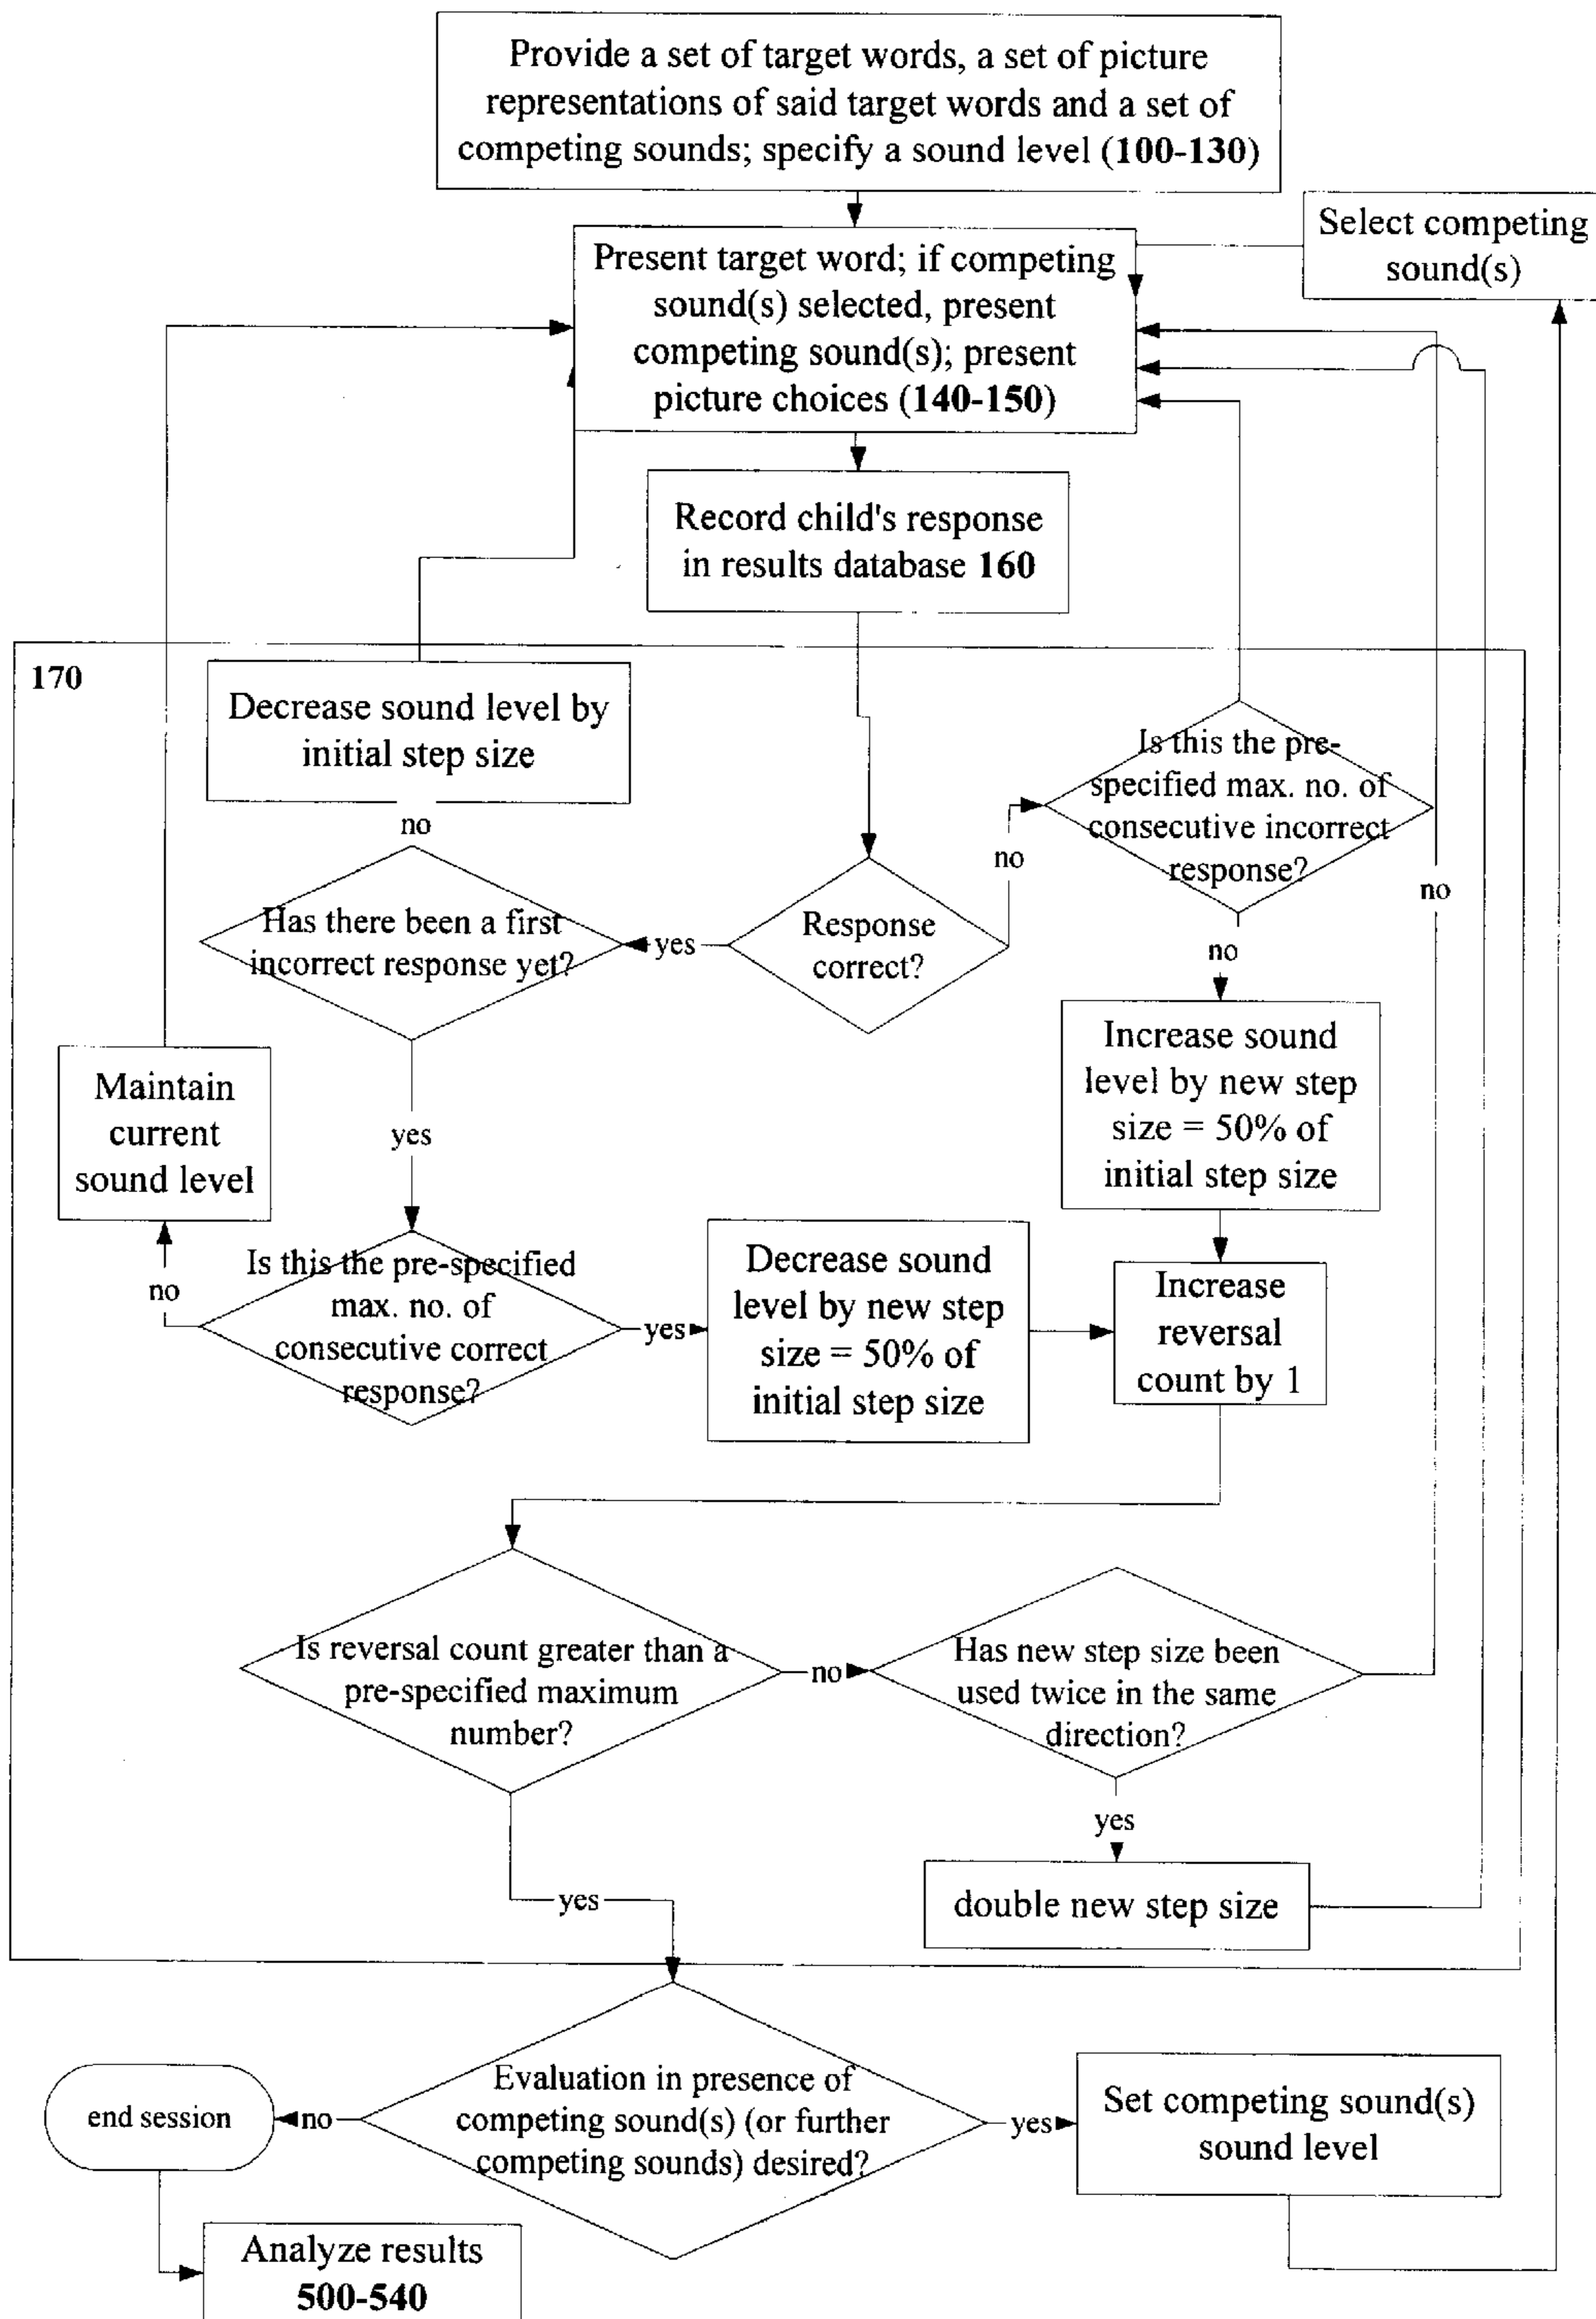 Provide a set of target words, a set of picture
representations of said target words and a set of
competing sounds; specify a sound level (100-130)
Select competing
sound(s)
Present target word; if competing
sound(s) selected, present
competing sound(s); present
picture choices (140-150)
Record child's response
in results database 160
170
Decrease sound level by
initial step size
no
Is this the pre-
specified max. no. of
consecutive incorrect
response?
no
no
Has there been a first
incorrect response yet?
yes
Response
correct?
no
Increase sound
level by new step
size = 50% of
initial step size
Maintain
current
sound level
yes
no
Is this the pre-specified
max. no. of
consecutive correct
response?
yes
Decrease sound
level by new step
size = 50% of
initial step size
Increase
reversal
count by 1
Is reversal count greater than a
pre-specified maximum
number?
no
Has new step size been
used twice in the same
direction?
yes
double new step size
yes
Evaluation in presence of
competing sound(s) (or further
competing sounds) desired?
no
end session
yes
Set competing sound(s)
sound level
Analyze results
500-540